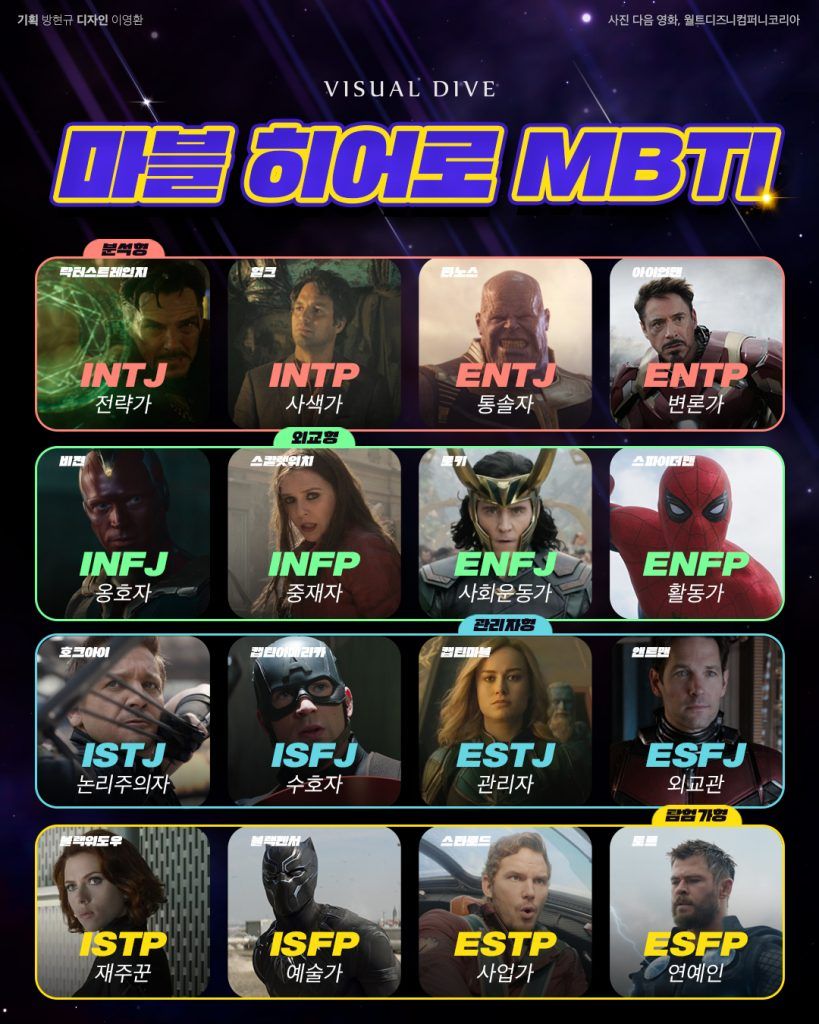 기획 방현규 디자인 이영환
사진 다음 영화, 월트디즈니컴퍼니코리아
VISUAL DIVE
마블 히어로 MBTI
분석형
닥터스트레인지
헐크
타노스
아이언맨
INTJ
INTP
ENTJ
ENTP
전략가
사색가
통솔자
변론가
외교형
비전
스칼렛위치
로키
스파이더맨
INFJ
INFP
ENFJ
ENFP
옹호자
중재자
사회운동가
활동가
관리자형
호크아이
캡틴아메리카
캡틴마블
앤트맨
ISTJ
ISFJ
ESTJ
ESFJ
논리주의자
수호자
관리자
외교관
탐험가형
블랙위도우
블랙팬서
스타로드
토르
ISTP
ISFP
ESTP
ESFP
재주꾼
예술가
사업가
연예인